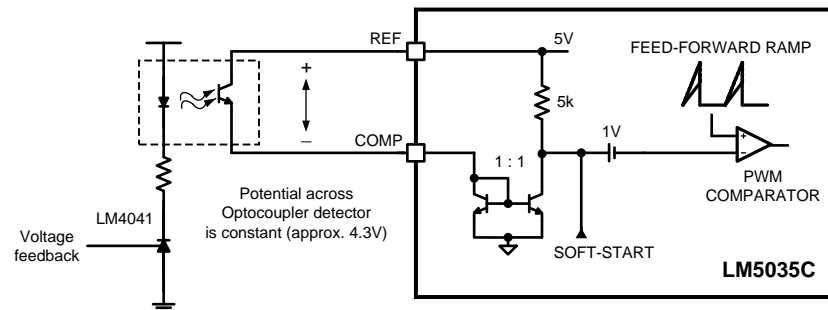 REF
5V
FEED-FORWARD RAMP
+
5k
1V
+
–
–
COMP
1 : 1
PWM
COMPARATOR
Potential across
Optocoupler detector
is constant (approx. 4.3V)
LM4041
Voltage
feedback
SOFT-START
LM5035C